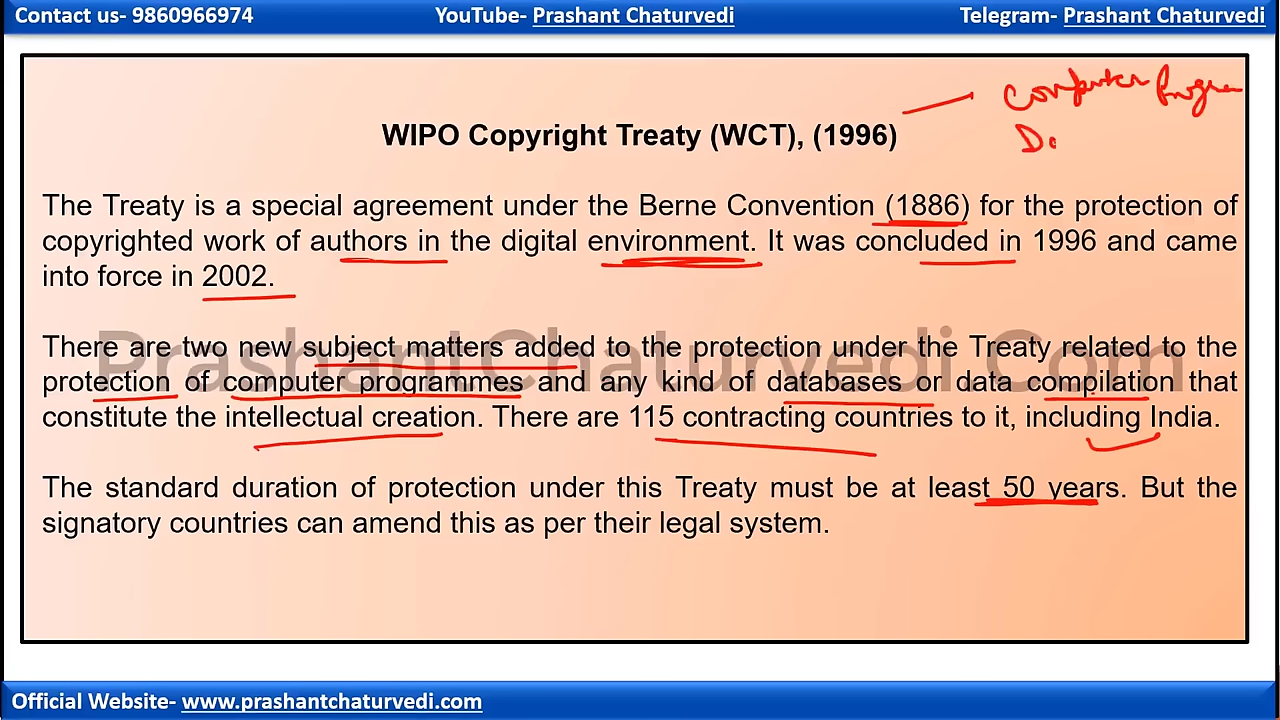 Contact us- 9860966974 YouTube- Prashant Chaturvedi Telegram- Prashant Chaturvedi
Computer Program
WIPO Copyright Treaty (WCT), (1996)
The Treaty is a special agreement under the Berne Convention (1886) for the protection of
copyrighted work of authors in the digital environment. It was concluded in 1996 and came
into force in 2002.
PrashantChaturvedi.Com
There are two new subject matters added to the protection under the Treaty related to the
protection of computer programmes and any kind of databases or data compilation that
constitute the intellectual creation. There are 115 contracting countries to it, including India.
The standard duration of protection under this Treaty must be at least 50 years. But the
signatory countries can amend this as per their legal system.
Official Website- www.prashantchaturvedi.com